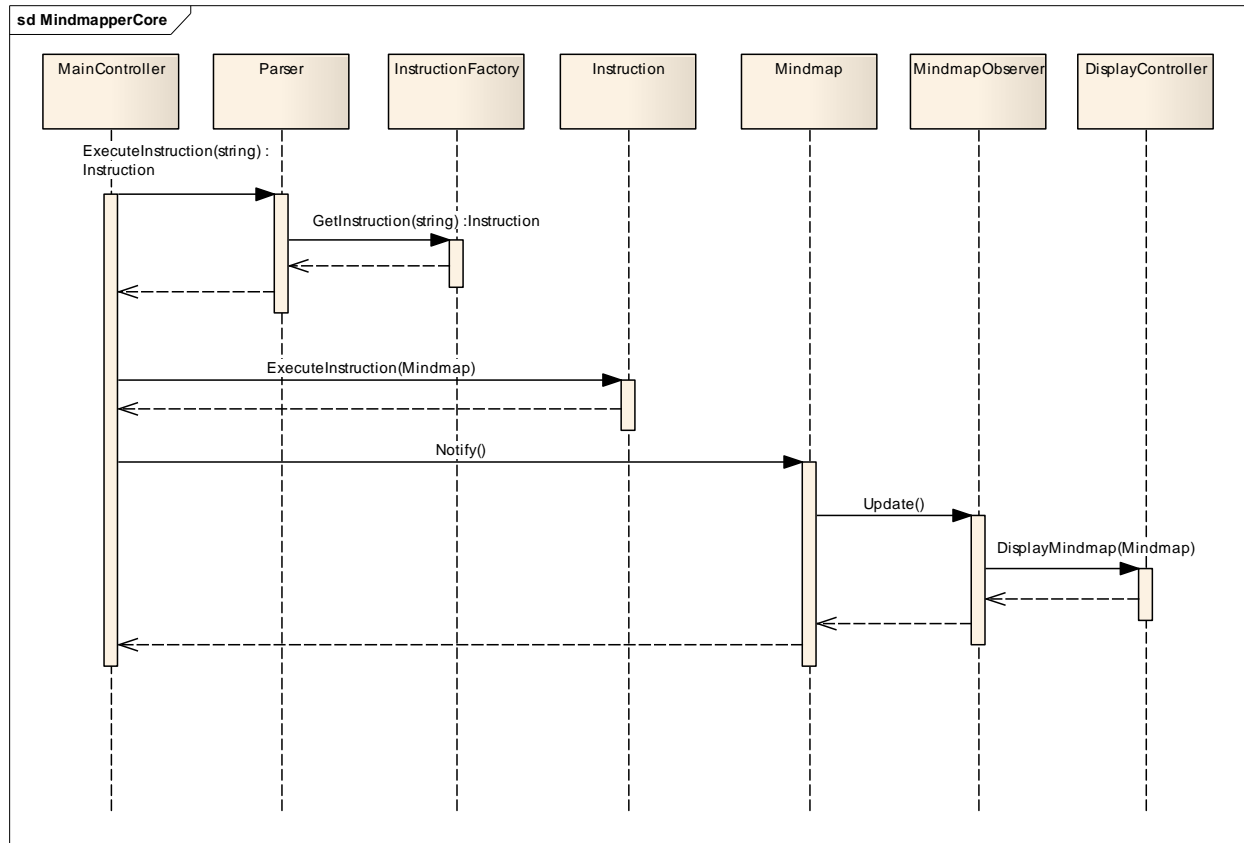 sd MindmapperCore
MainController
Parser
InstructionFactory
Instruction
Mindmap
MindmapObserver
DisplayController
ExecuteInstruction(string) :
Instruction
GetInstruction(string) :Instruction
ExecuteInstruction(Mindmap)
Notify()
Update()
DisplayMindmap(Mindmap)